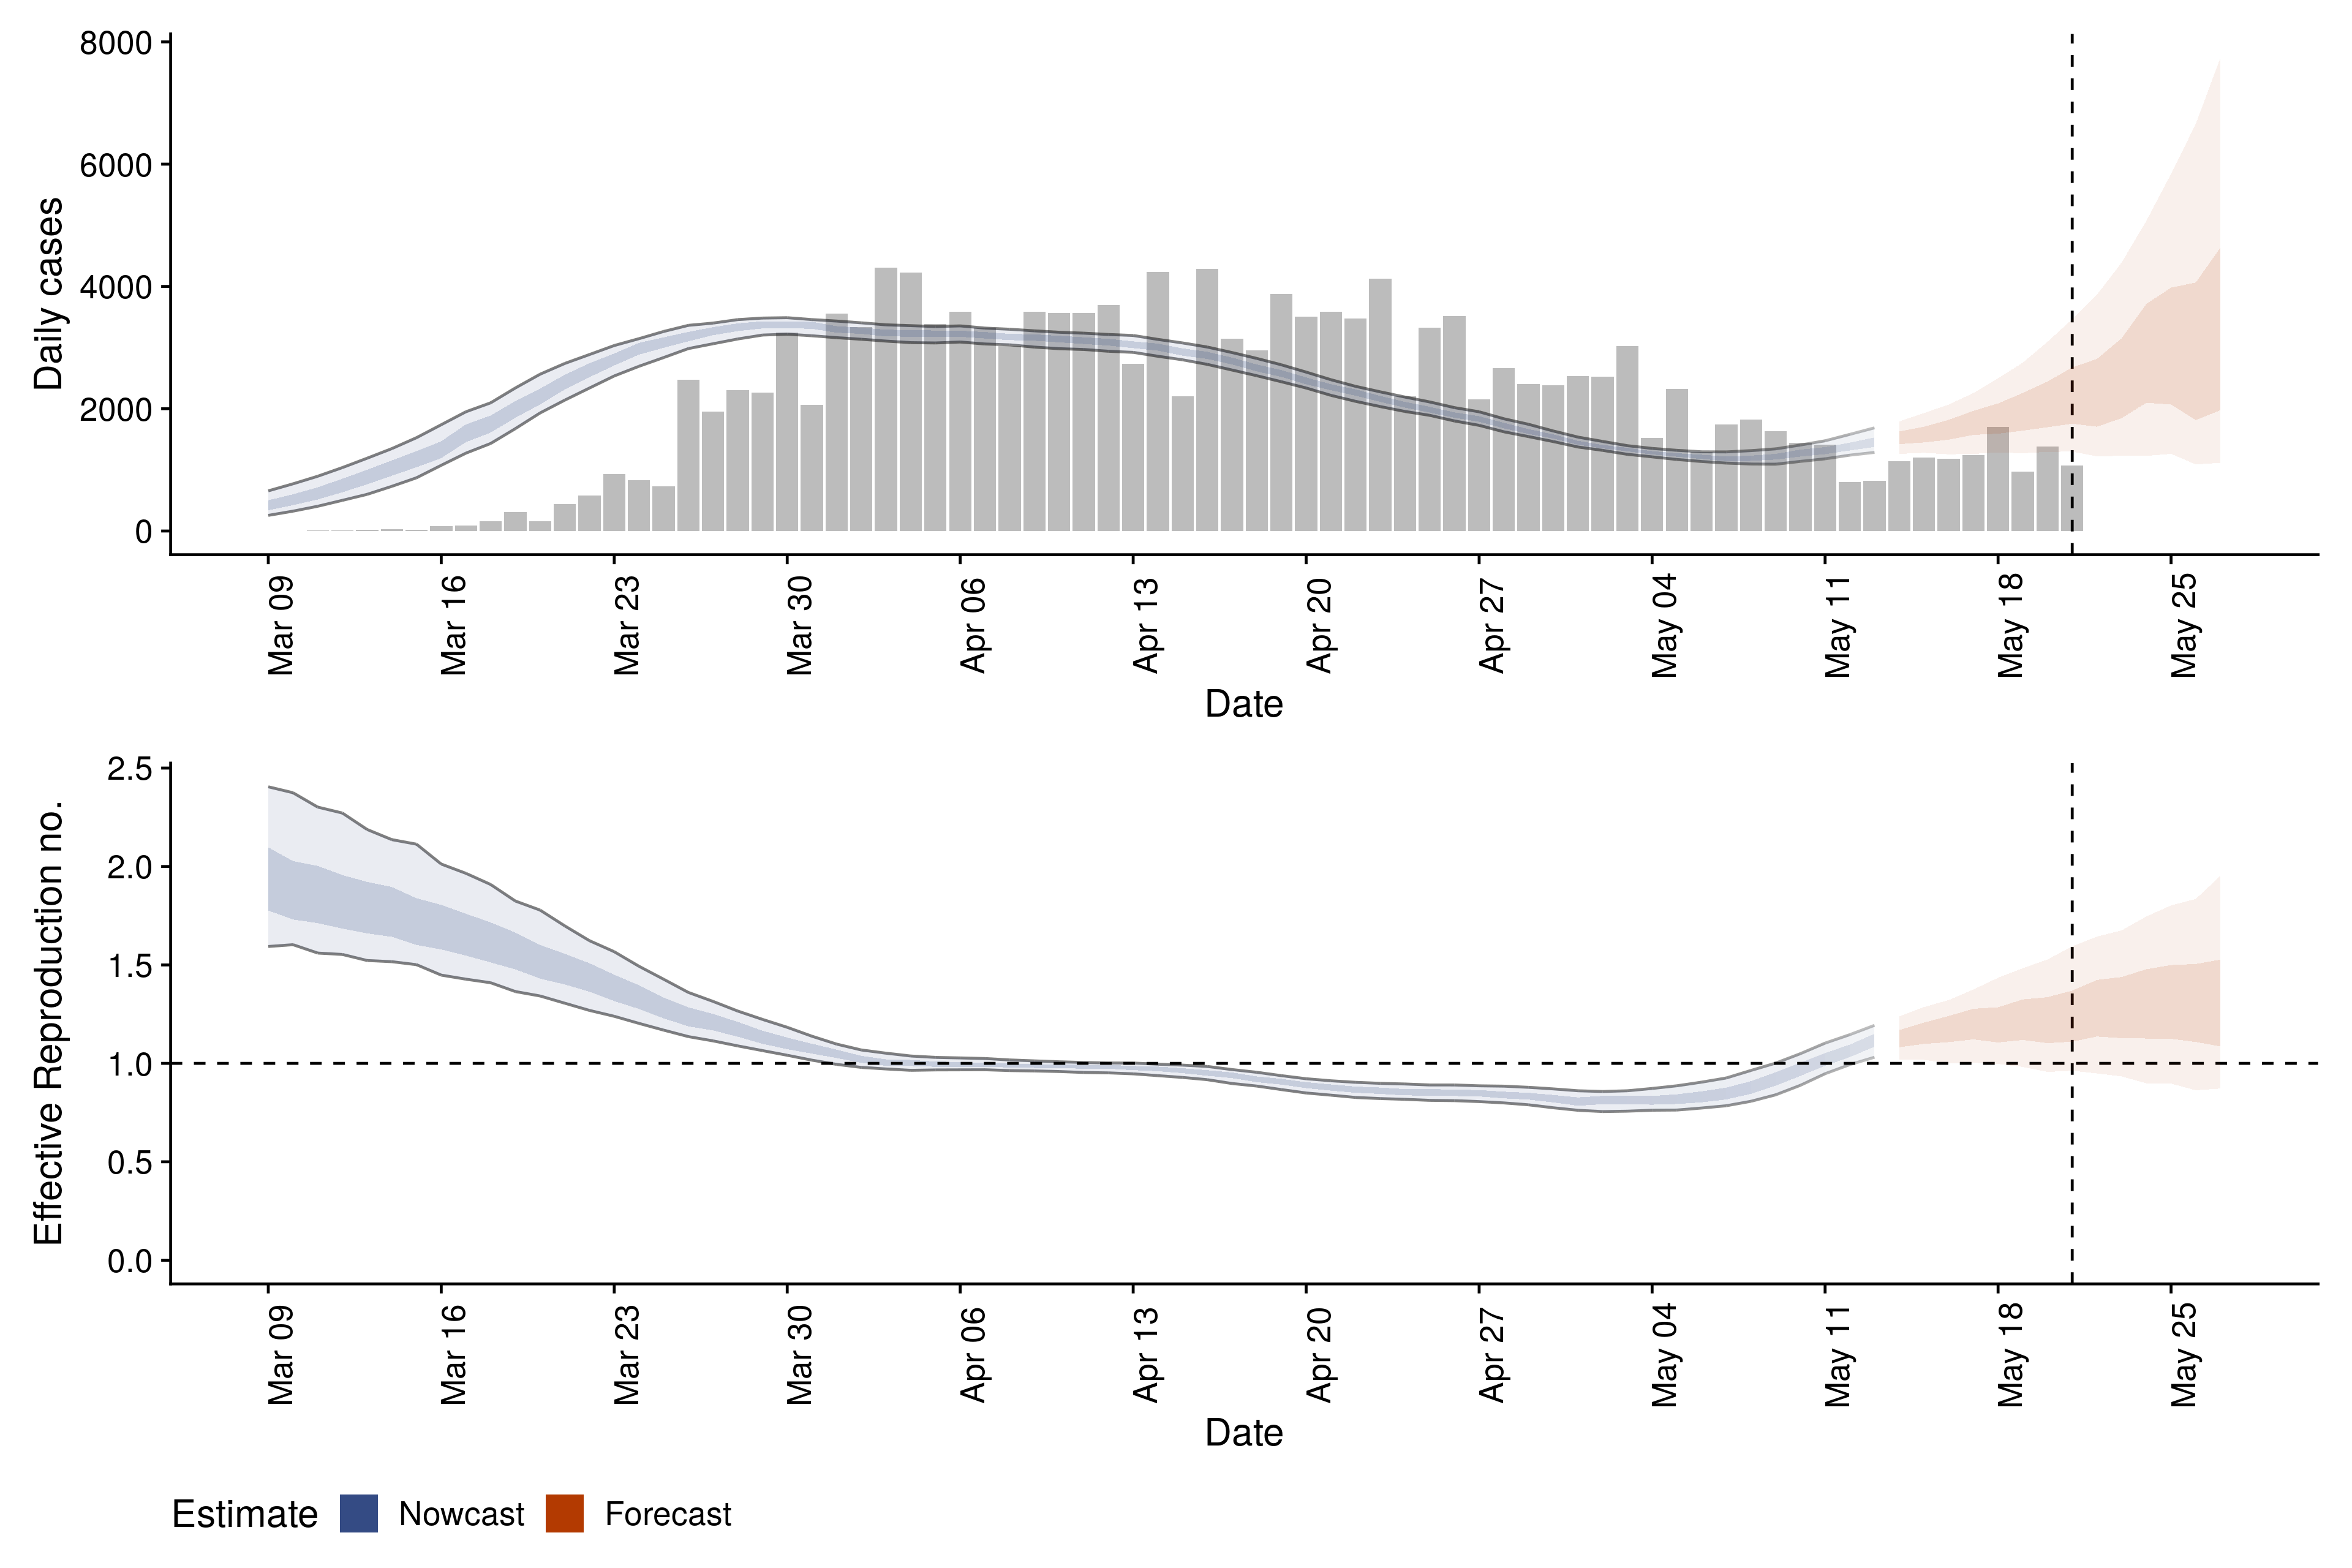 8000
6000
4000
2000
0
Daily cases
Mar 09 Mar 16 Mar 23 Mar 30 Apr 06 Apr 13 Apr 20 Apr 27 May 04 May 11 May 18 May 25
Date
2.5
2.0
1.5
1.0
0.5
0.0
Effective Reproduction no.
Mar 09 Mar 16 Mar 23 Mar 30 Apr 06 Apr 13 Apr 20 Apr 27 May 04 May 11 May 18 May 25
Date
Estimate Nowcast Forecast